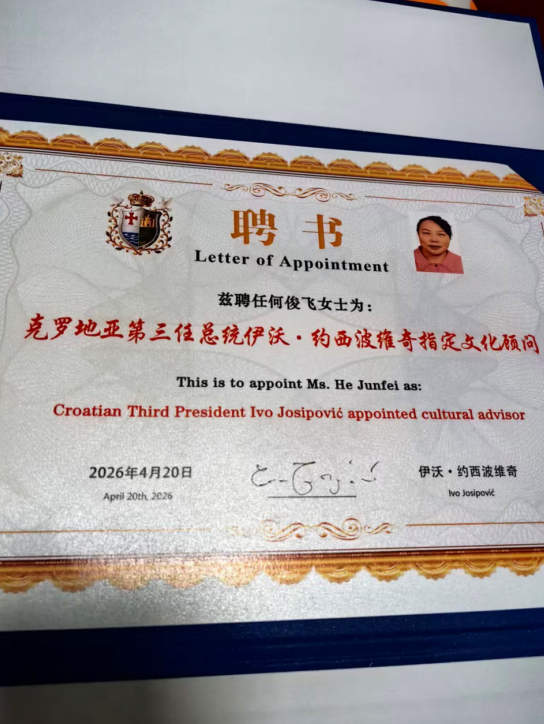 聘书
Letter of Appointment
兹聘任何俊飞女士为：
克罗地亚第三任总统伊沃·约西波维奇指定文化顾问
This is to appoint Ms. He Junfei as:
Croatian Third President Ivo Josipović appointed cultural advisor
2026年4月20日
April 20th, 2026
伊沃·约西波维奇
Ivo Josipović